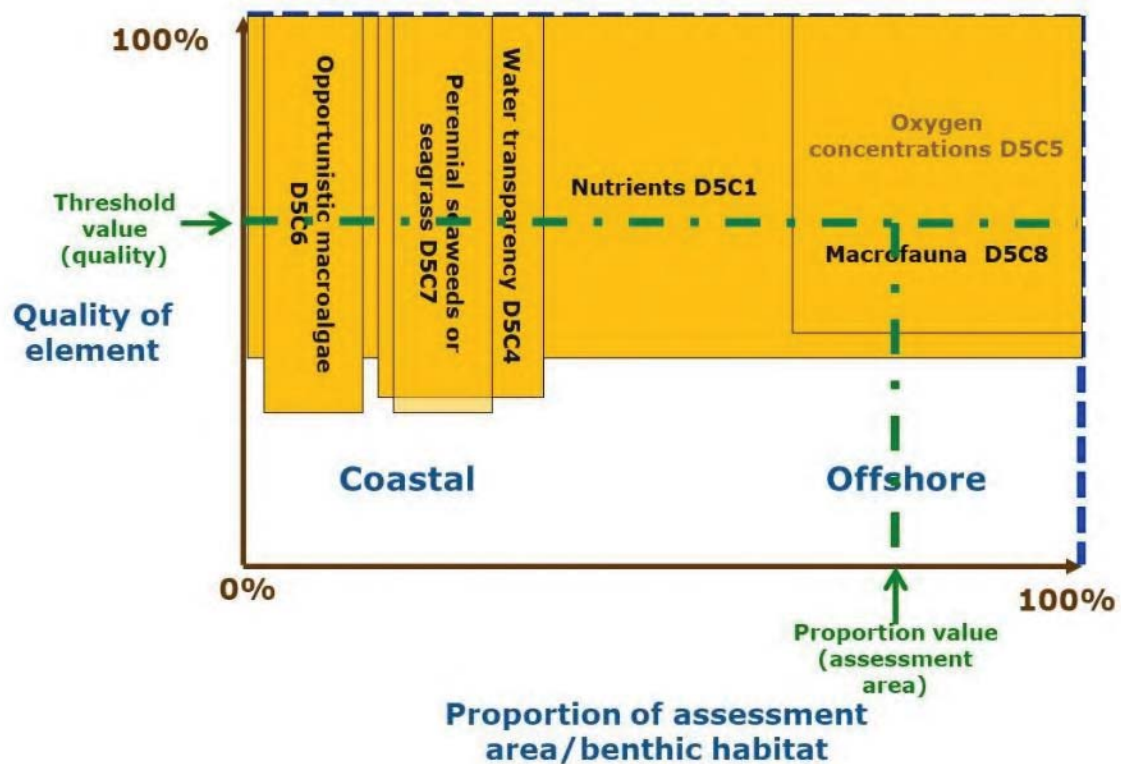 100%
Opportunistic macroalgae
D5C6
Perennial seaweeds or
seagrass D5C7
Water transparency D5C4
Oxygen
concentrations D5C5
Nutrients D5C1
Threshold
value
(quality)
Macrofauna D5C8
Quality of
element
Coastal
Offshore
0%
100%
Proportion value
(assessment
area)
Proportion of assessment
area/benthic habitat